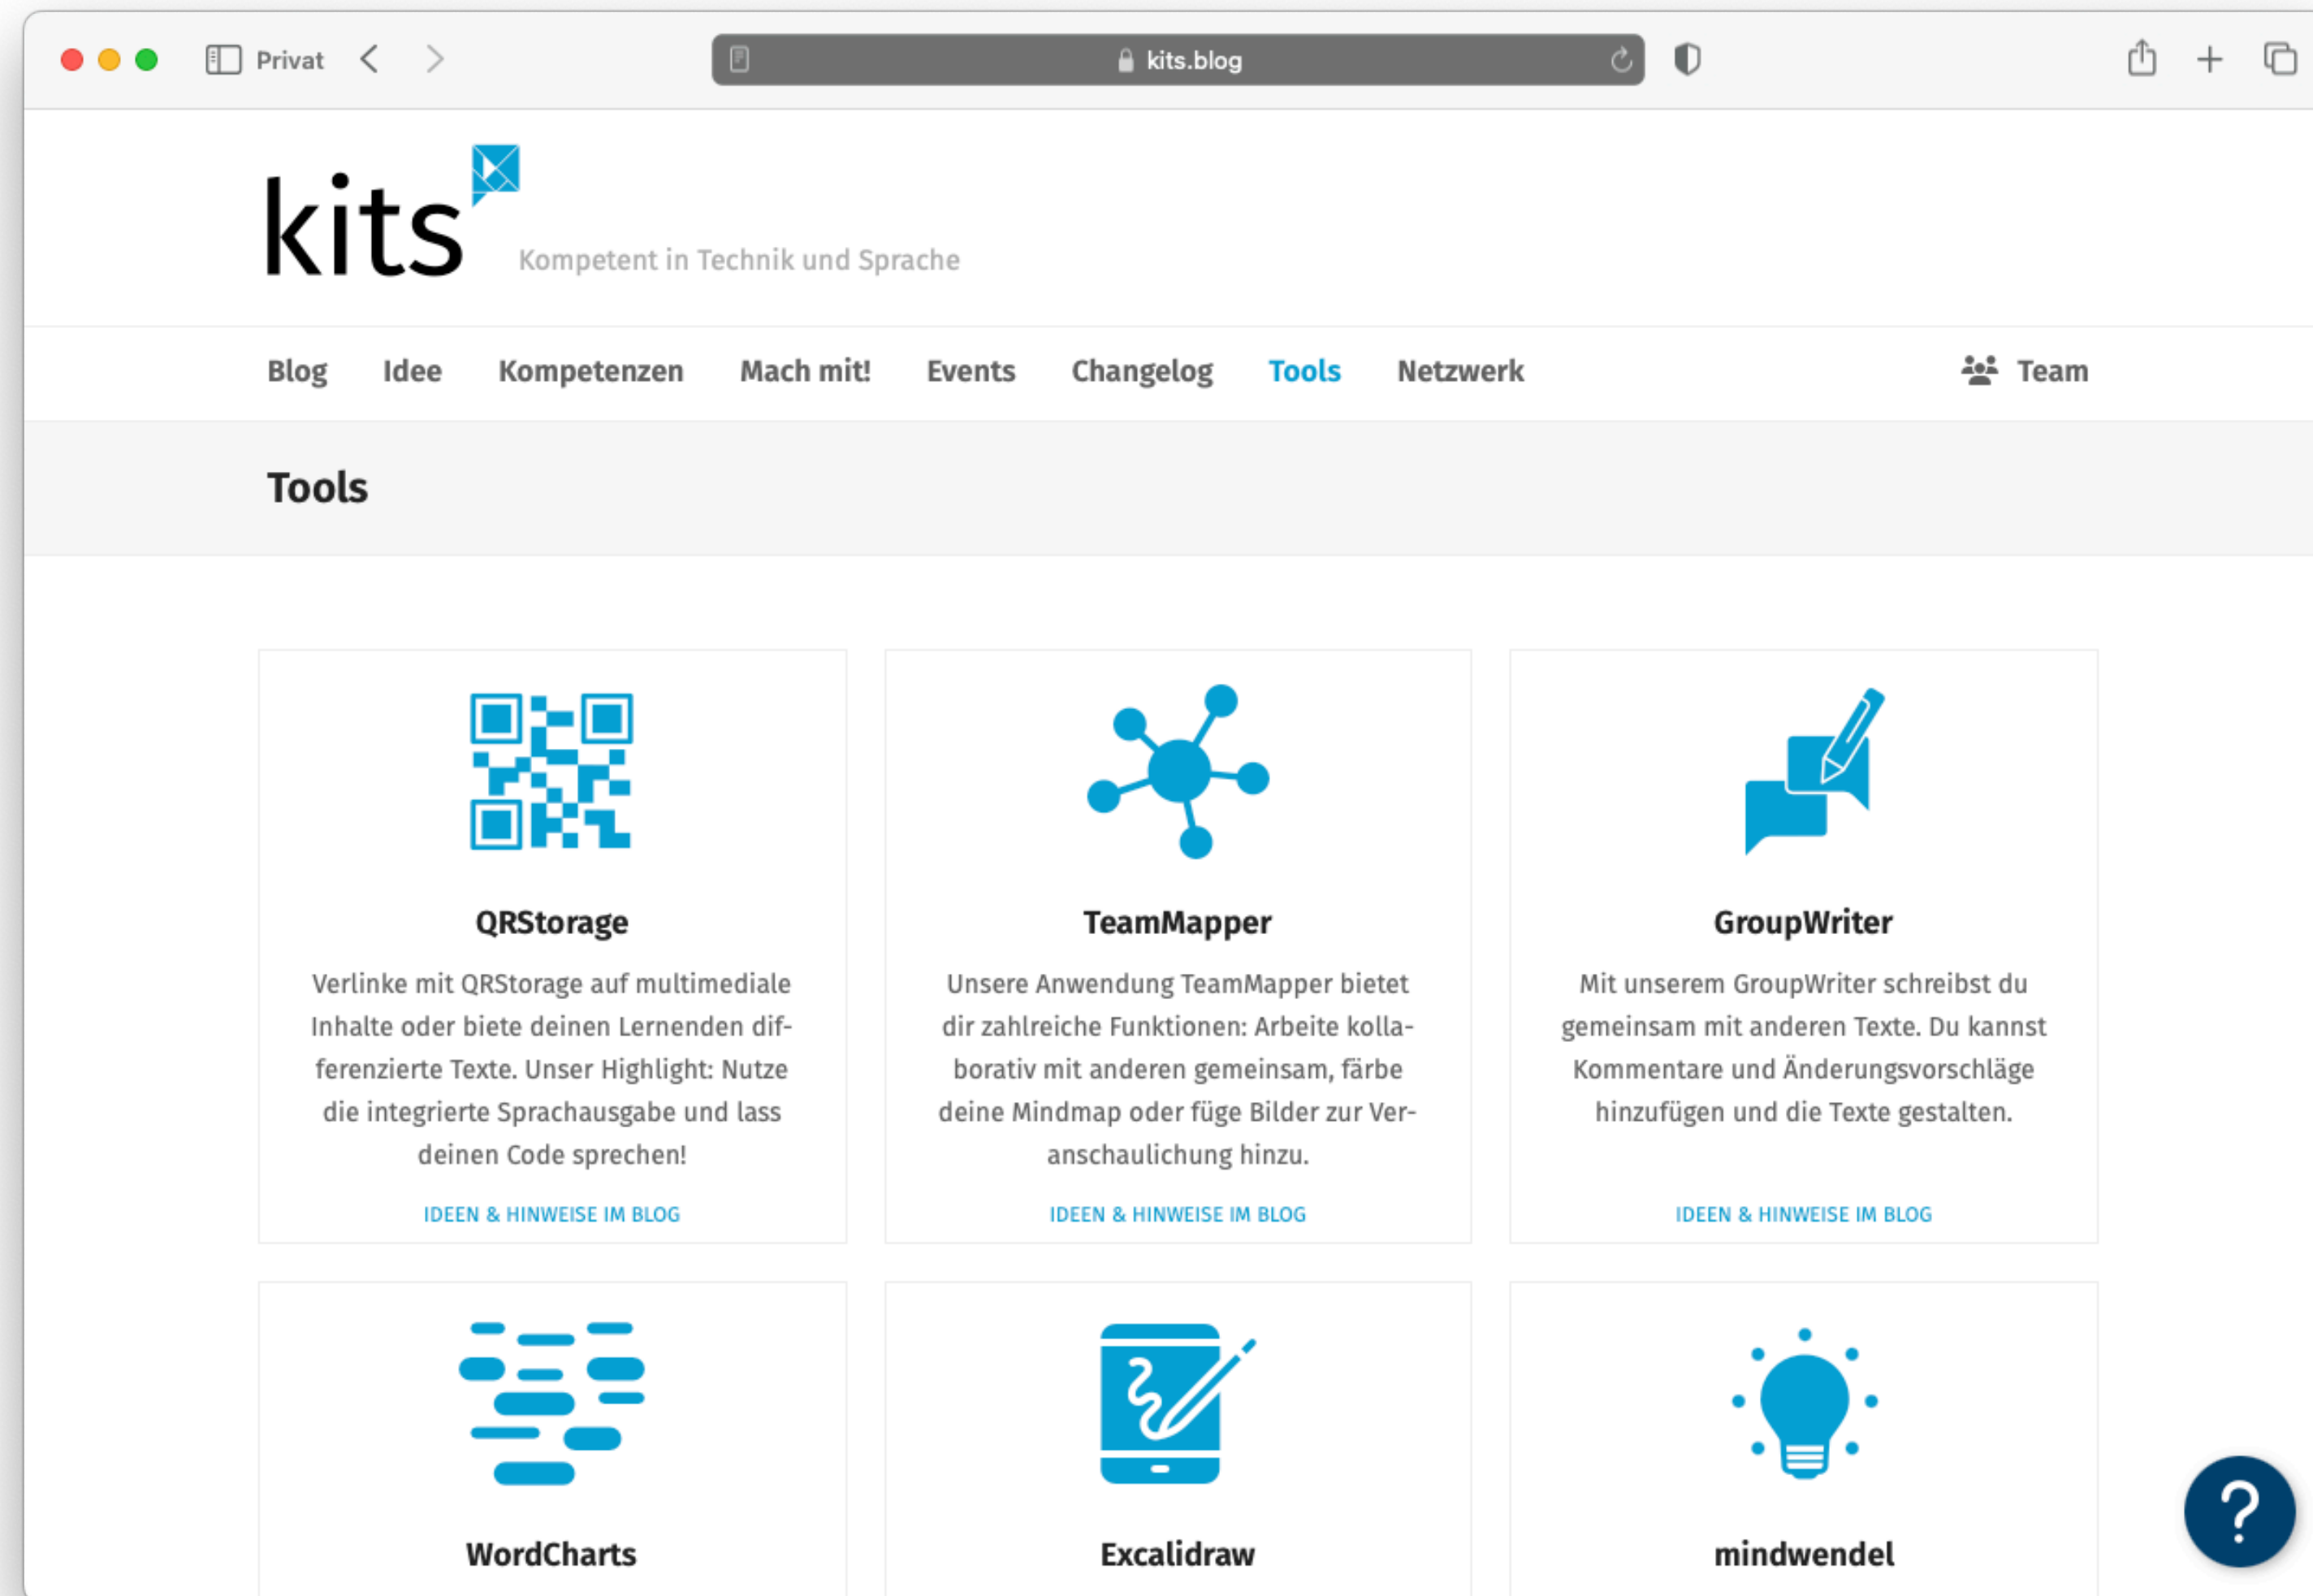 Privat
kits.blog
kits
Kompetent in Technik und Sprache
Blog Idee Kompetenzen Mach mit! Events Changelog Tools Netzwerk Team
Tools
QRStorage
Verlinke mit QRStorage auf multimediale
Inhalte oder biete deinen Lernenden dif-
ferenzierte Texte. Unser Highlight: Nutze
die integrierte Sprachausgabe und lass
deinen Code sprechen!
IDEEN & HINWEISE IM BLOG
TeamMapper
Unsere Anwendung TeamMapper bietet
dir zahlreiche Funktionen: Arbeite kolla-
borativ mit anderen gemeinsam, färbe
deine Mindmap oder füge Bilder zur Ver-
anschaulichung hinzu.
IDEEN & HINWEISE IM BLOG
GroupWriter
Mit unserem GroupWriter schreibst du
gemeinsam mit anderen Texte. Du kannst
Kommentare und Änderungsvorschläge
hinzufügen und die Texte gestalten.
IDEEN & HINWEISE IM BLOG
WordCharts
Excalidraw
mindwendel
?